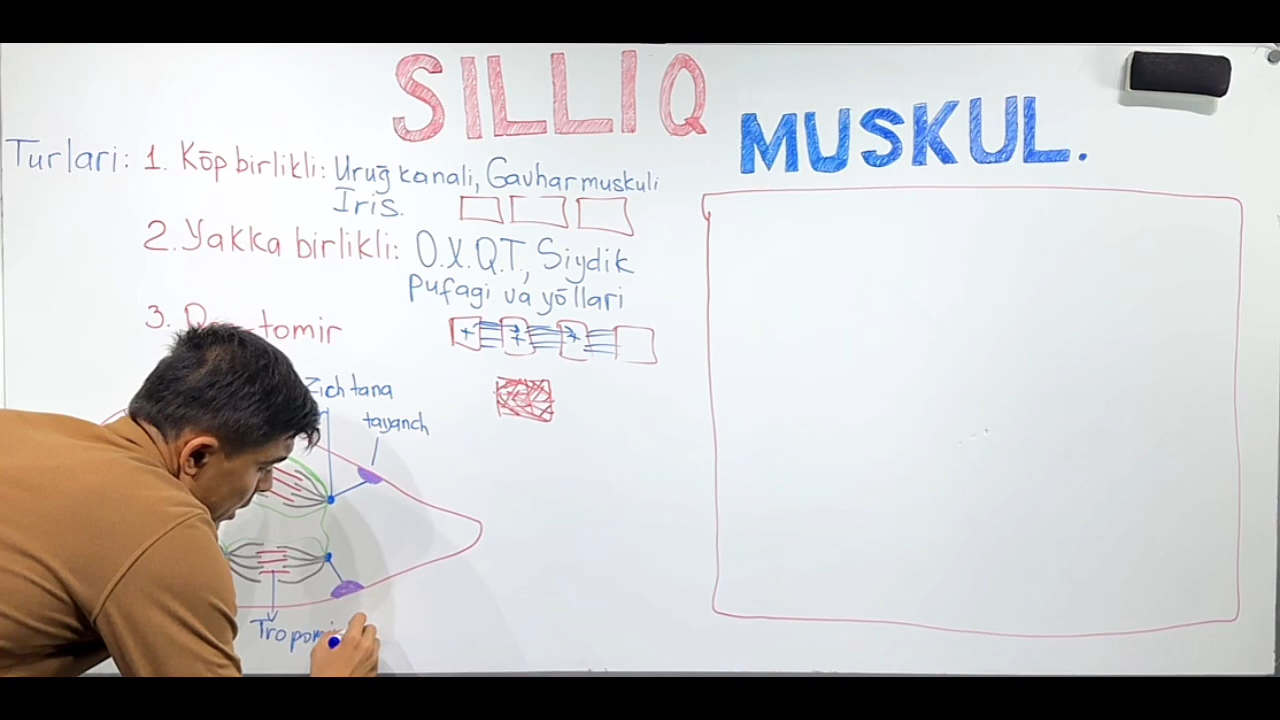 SILLIQ
MUSKUL.
Turlari: 1. Kōp birlikli: Uruğ kanali, Gavhar muskuli
Iris.
2. Yakka birlikli: O.X.Q.T., Siydik
pufagi va yōllari
3. tomir
Zich tana
tayanch